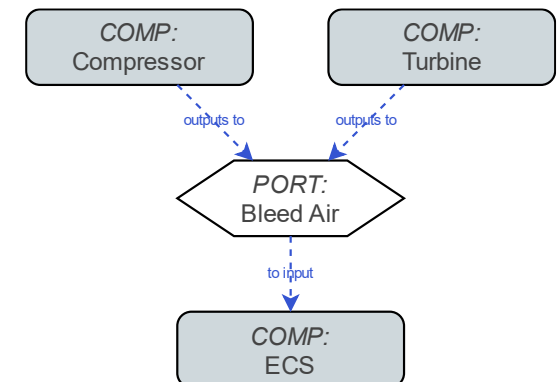 COMP:
Compressor
COMP:
Turbine
outputs to
outputs to
PORT:
Bleed Air
to input
COMP:
ECS